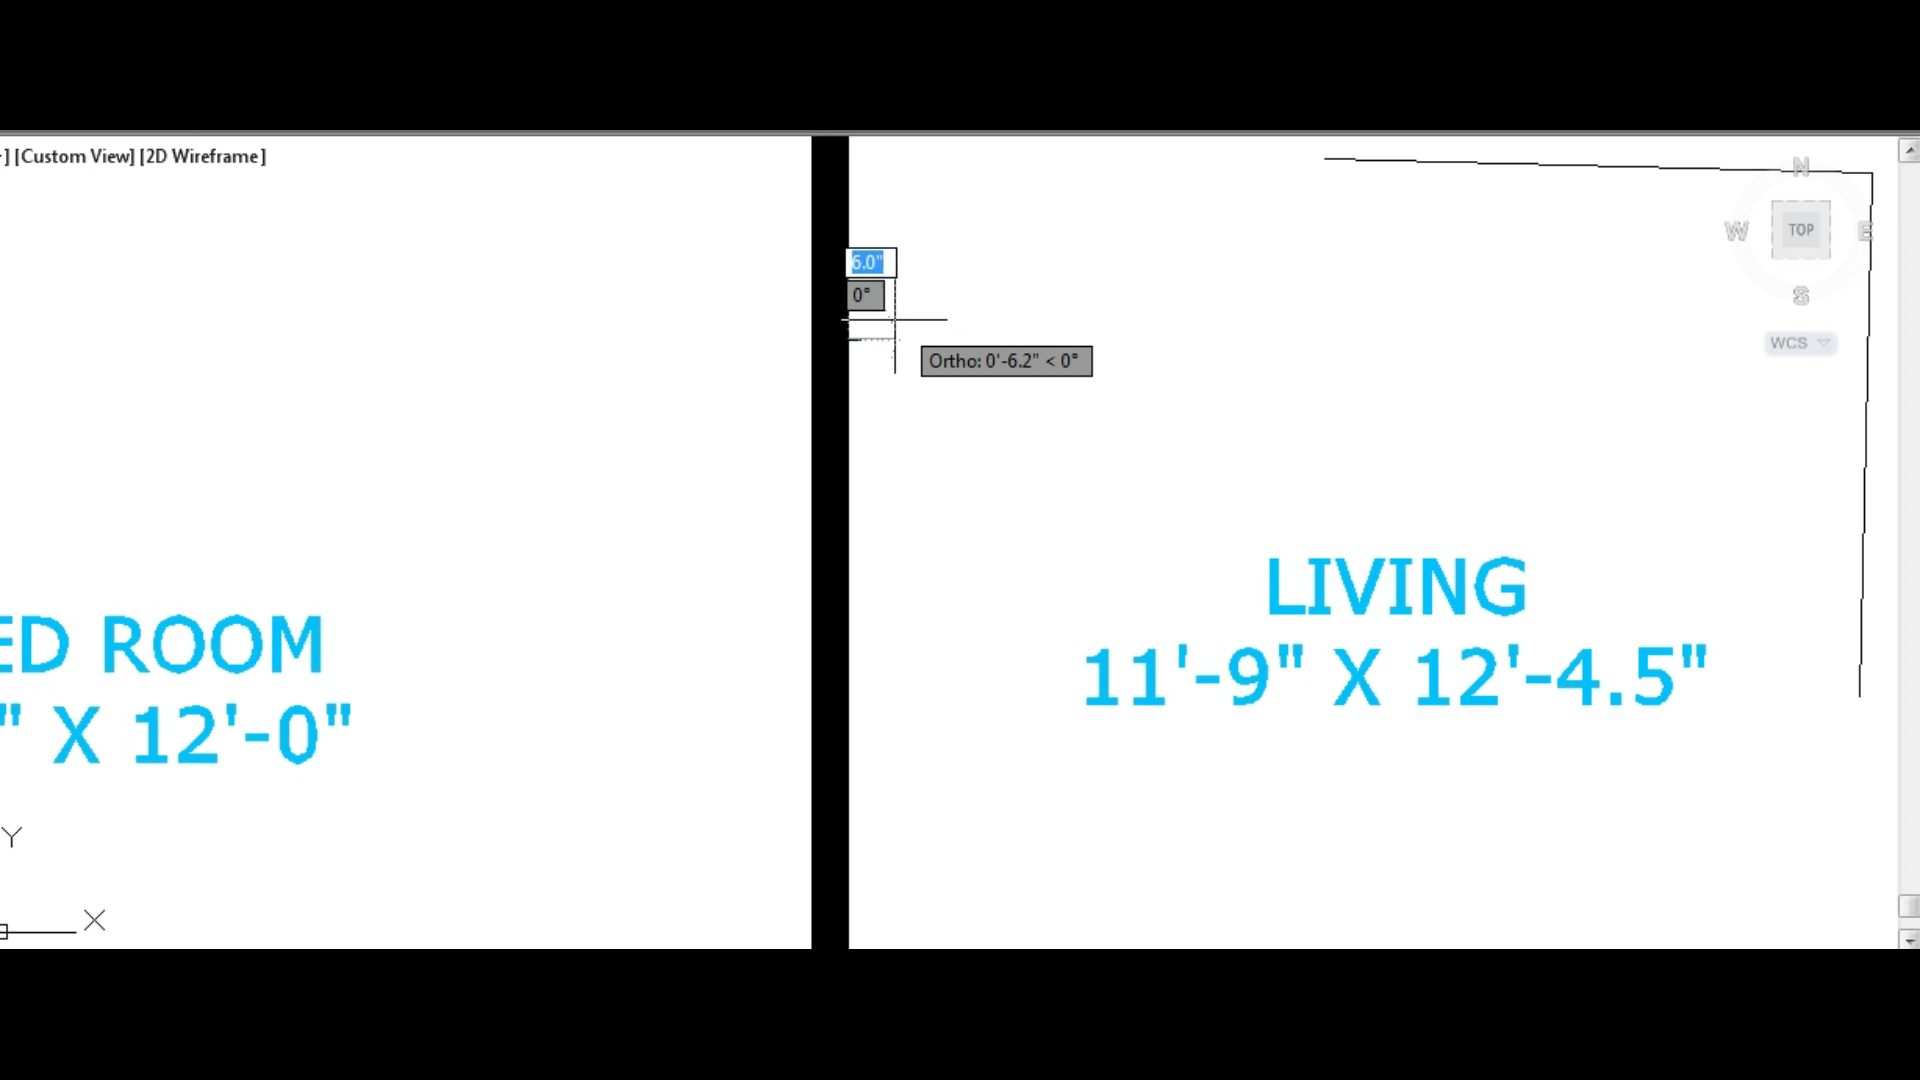 ] [Custom View] [2D Wireframe]
N
W
TOP
E
S
WCS
6.0"
0°
Ortho: 0'-6.2" < 0°
LIVING
11'-9" X 12'-4.5"
ED ROOM
" X 12'-0"
Y
X